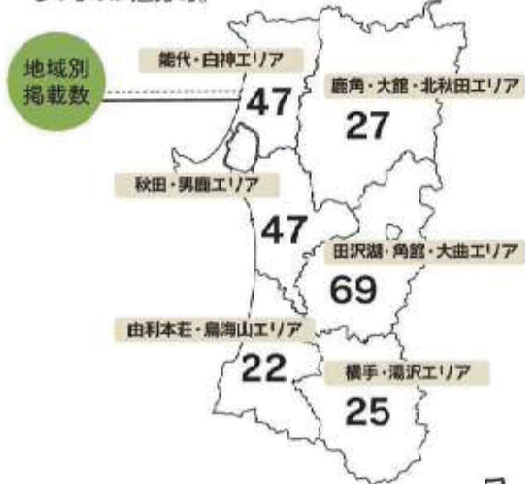 地域別
掲載数
能代・白神エリア
47
鹿角・大館・北秋田エリア
27
秋田・男鹿エリア
47
田沢湖・角館・大曲エリア
69
由利本荘・鳥海山エリア
22
横手・湯沢エリア
25